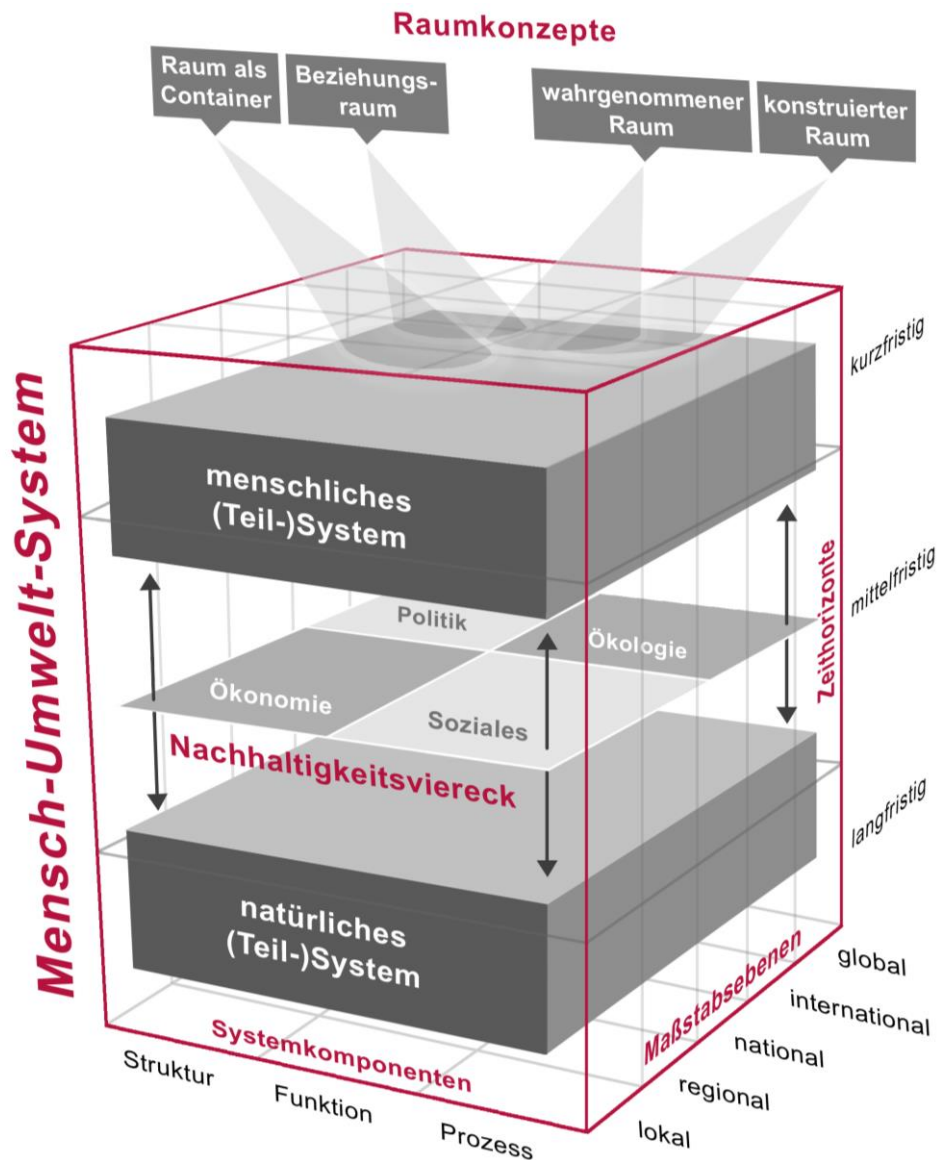 Raumkonzepte
Raum als
Container
Beziehungs-
raum
wahrgenommener
Raum
konstruierter
Raum
Mensch-Umwelt-System
menschliches
(Teil-)System
Politik
Ökologie
Ökonomie
Soziales
Nachhaltigkeitsviereck
natürliches
(Teil-)System
Zeithorizonte
kurzfristig
mittelfristig
langfristig
Systemkomponenten
Struktur
Funktion
Prozess
Maßstabsebenen
global
international
national
regional
lokal